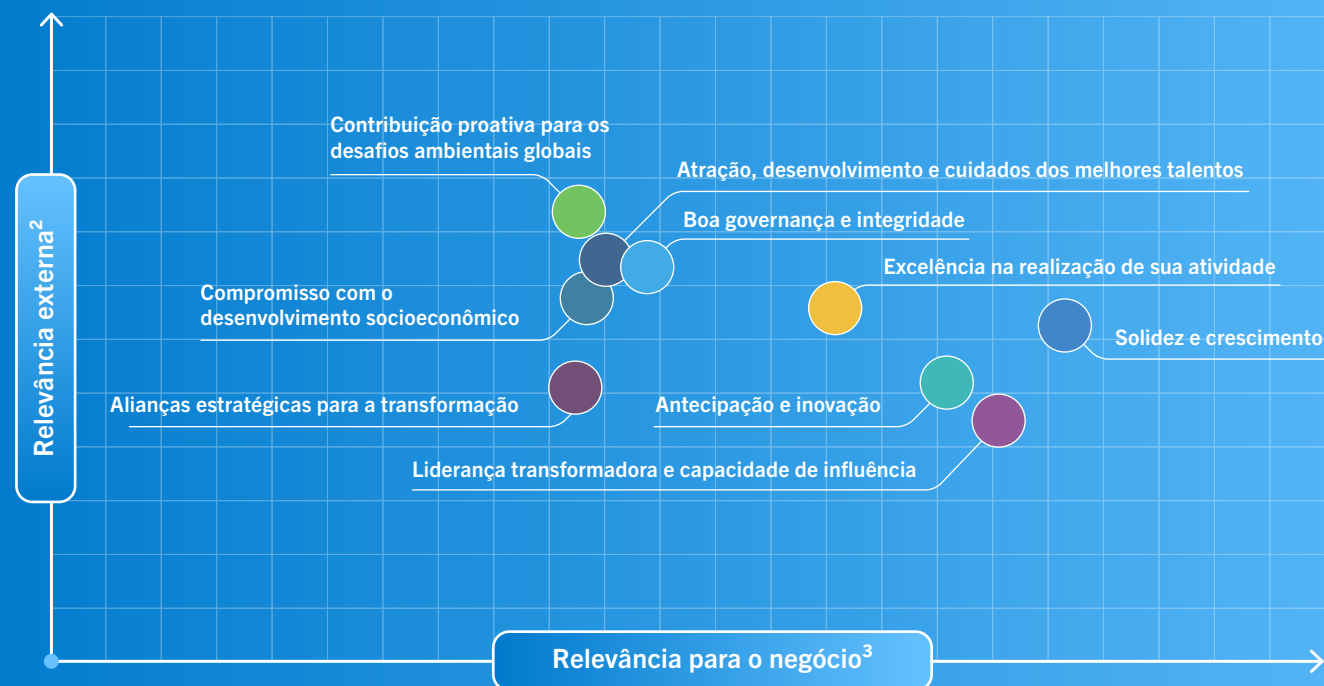 Contribuição proativa para os
desafios ambientais globais
Atração, desenvolvimento e cuidados dos melhores talentos
Boa governança e integridade
Excelência na realização de sua atividade
Compromisso com o
desenvolvimento socioeconômico
Solidez e crescimento
Alianças estratégicas para a transformação
Antecipação e inovação
Liderança transformadora e capacidade de influência
Relevância externa²
Relevância para o negócio³